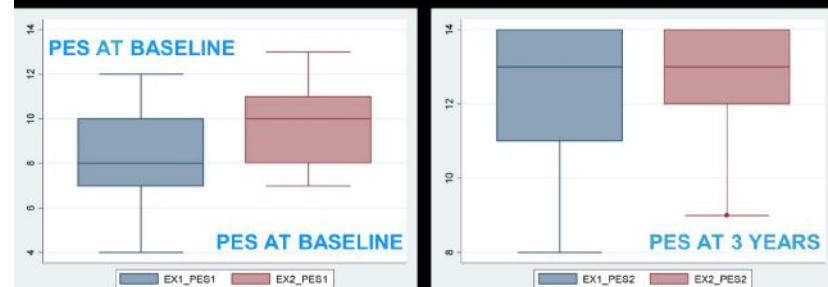 PES AT BASELINE
14
12
10
8
6
4
PES AT BASELINE
EX1_PES1 EX2_PES1
14
12
10
8
PES AT 3 YEARS
EX1_PES2 EX2_PES2